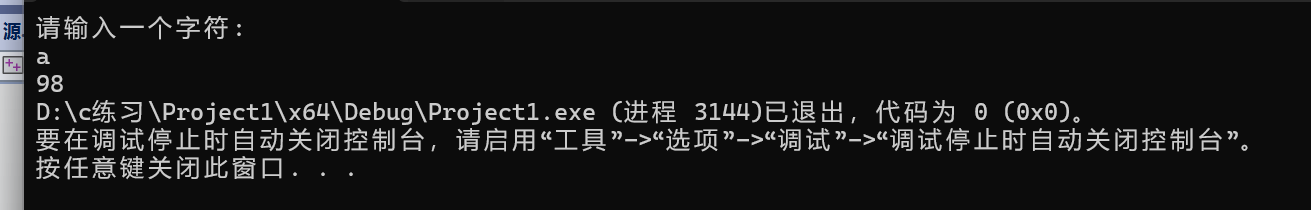 源
请输入一个字符:
a
98
D:\c练习\Project1\x64\Debug\Project1.exe (进程 3144)已退出，代码为 0 (0x0)。
要在调试停止时自动关闭控制台，请启用“工具”->“选项”->“调试”->“调试停止时自动关闭控制台”。
按任意键关闭此窗口. . .